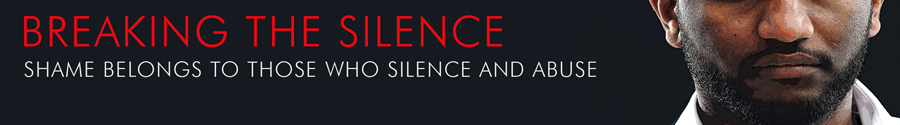 BREAKING THE SILENCE
SHAME BELONGS TO THOSE WHO SILENCE AND ABUSE